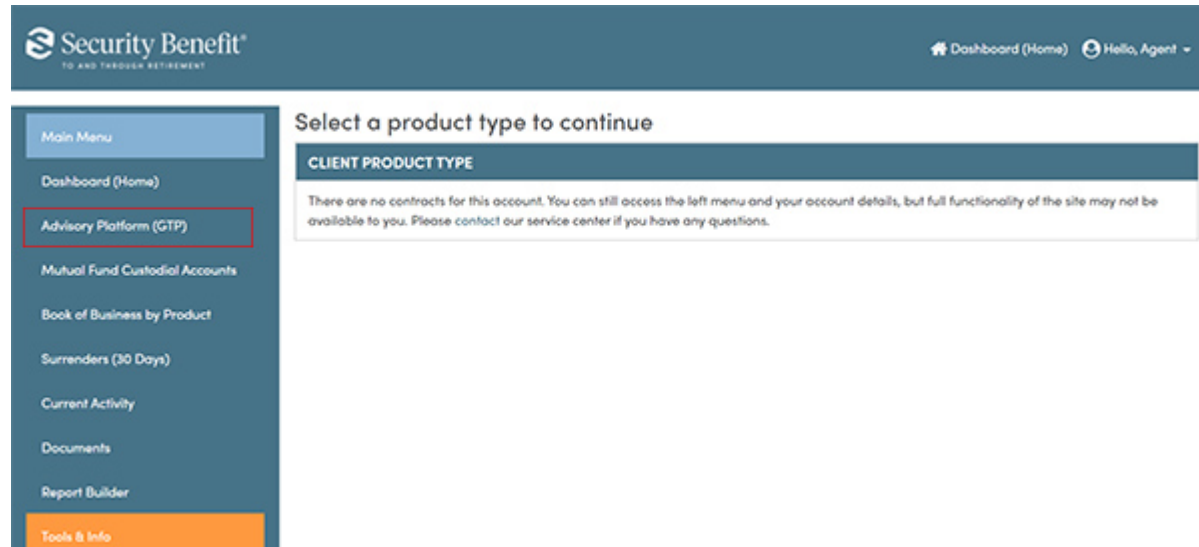 Security Benefit®
TO AND THROUGH RETIREMENT
Dashboard (Home) Hello, Agent
Main Menu
Dashboard (Home)
Advisory Platform (GTP)
Mutual Fund Custodial Accounts
Book of Business by Product
Surrenders (30 Days)
Current Activity
Documents
Report Builder
Tools & Info
Select a product type to continue
CLIENT PRODUCT TYPE
There are no contracts for this account. You can still access the left menu and your account details, but full functionality of the site may not be
available to you. Please contact our service center if you have any questions.